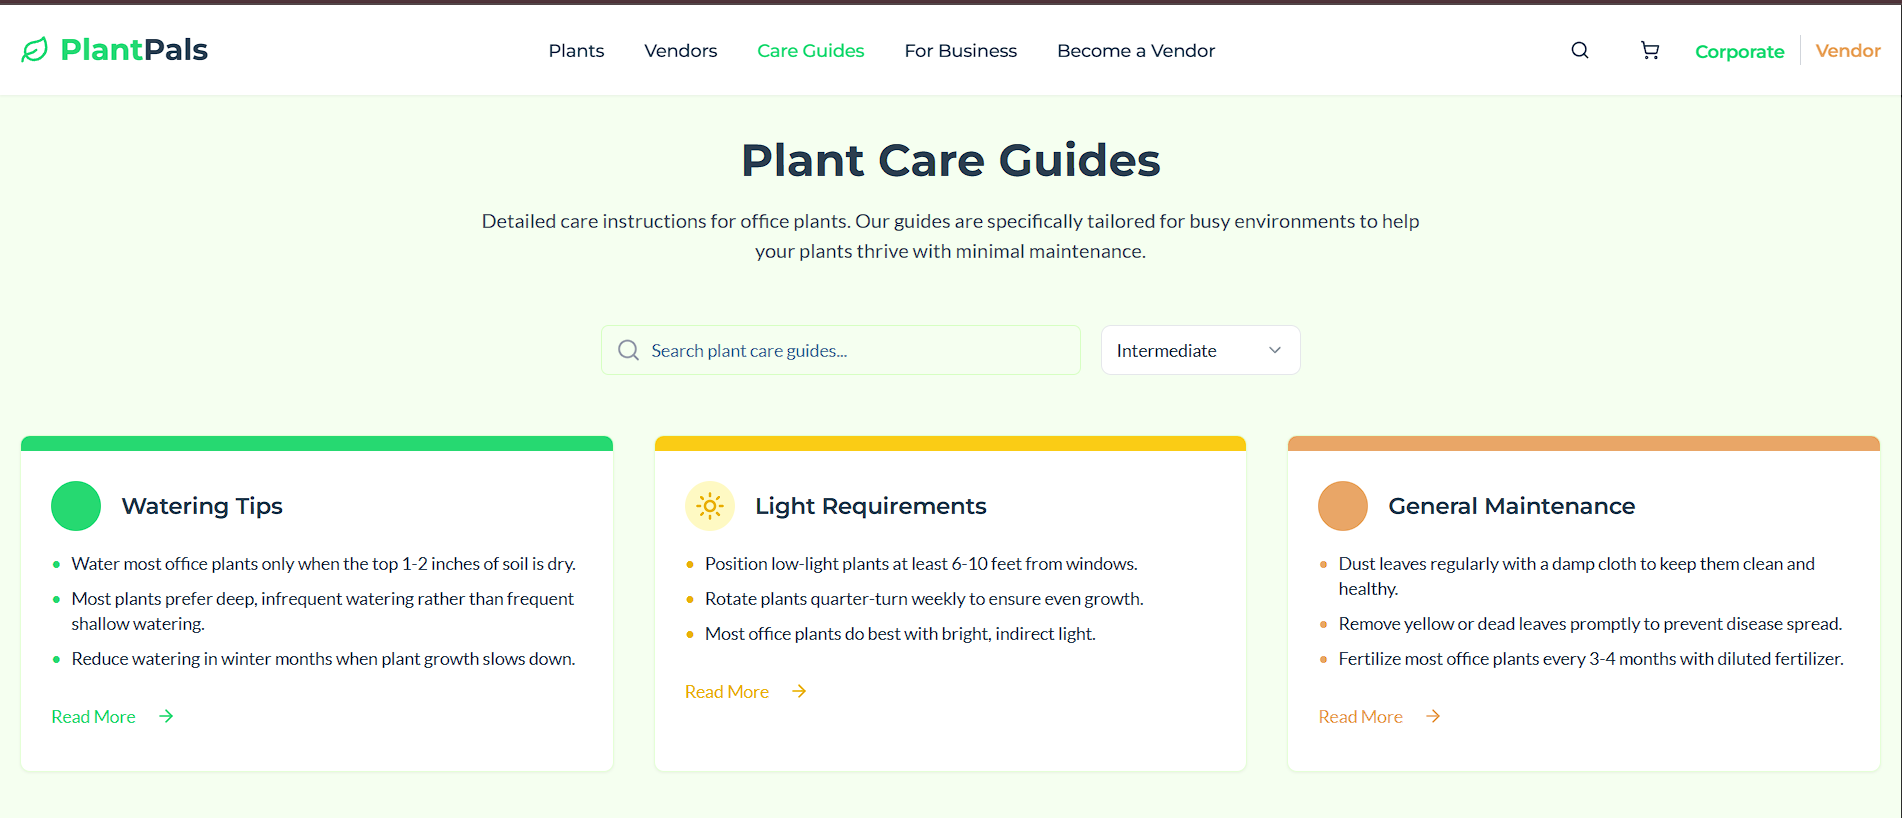 PlantPals
Plants
Vendors
Care Guides
For Business
Become a Vendor
Corporate
Vendor
Plant Care Guides
Detailed care instructions for office plants. Our guides are specifically tailored for busy environments to help
your plants thrive with minimal maintenance.
Search plant care guides...
Intermediate
Watering Tips
Water most office plants only when the top 1-2 inches of soil is dry.
Most plants prefer deep, infrequent watering rather than frequent
shallow watering.
Reduce watering in winter months when plant growth slows down.
Read More
Light Requirements
Position low-light plants at least 6-10 feet from windows.
Rotate plants quarter-turn weekly to ensure even growth.
Most office plants do best with bright, indirect light.
Read More
General Maintenance
Dust leaves regularly with a damp cloth to keep them clean and
healthy.
Remove yellow or dead leaves promptly to prevent disease spread.
Fertilize most office plants every 3-4 months with diluted fertilizer.
Read More